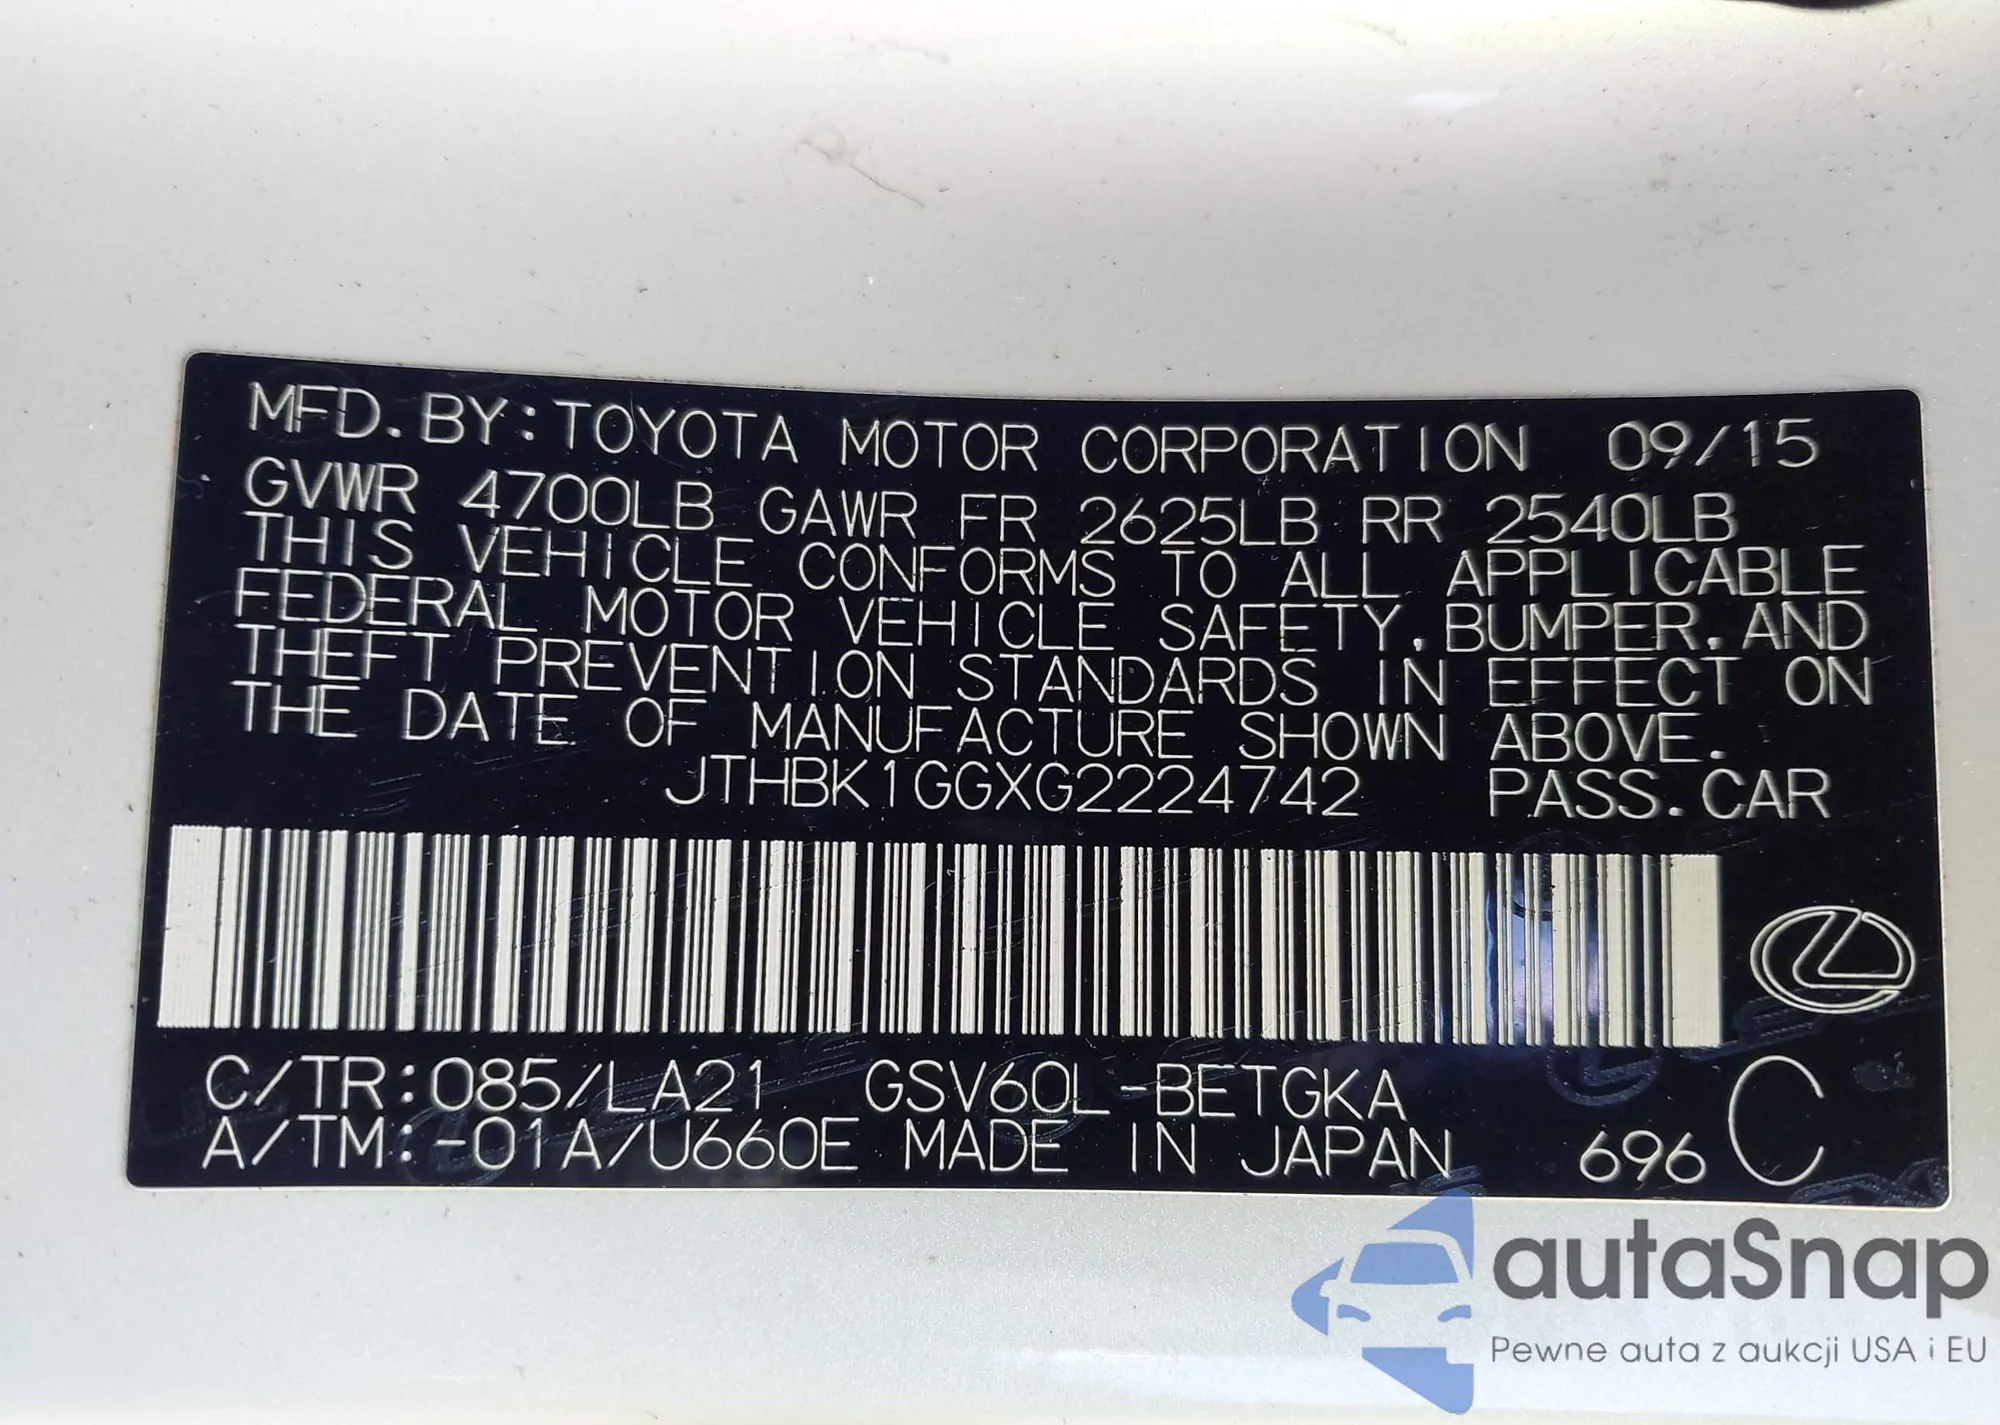 MFD.BY:TOYOTA MOTOR CORPORATION 09/15
GVWR 4700LB GAWR FR 2625LB RR 2540LB
THIS VEHICLE CONFORMS TO ALL APPLICABLE
FEDERAL MOTOR VEHICLE SAFETY,BUMPER,AND
THEFT PREVENTION STANDARDS IN EFFECT ON
THE DATE OF MANUFACTURE SHOWN ABOVE.
JTHBK1GGXG2224742 PASS.CAR
C/TR:085/LA21 GSV60L-BETGKA
A/TM:-01A/U660E MADE IN JAPAN 696 C
autaSnap
Pewne auta z aukcji USA i EU